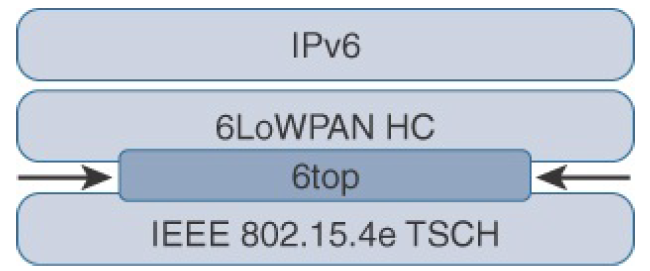 IPv6
6LoWPAN HC
6top
IEEE 802.15.4e TSCH